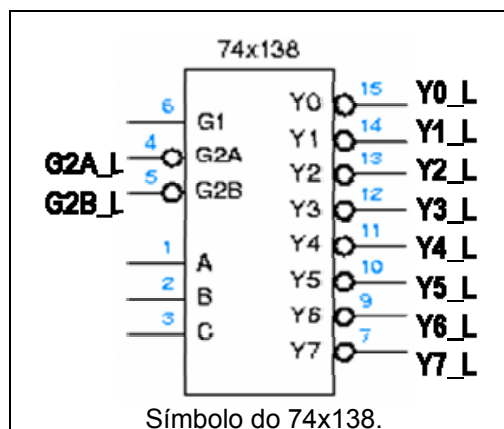 74x138
6 G1 Y0 15 Y0_L
Y1 14 Y1_L
G2A_L 4 G2A Y2 13 Y2_L
G2B_L 5 G2B Y3 12 Y3_L
Y4 11 Y4_L
1 A Y5 10 Y5_L
2 B Y6 9 Y6_L
3 C Y7 7 Y7_L
Símbolo do 74x138.